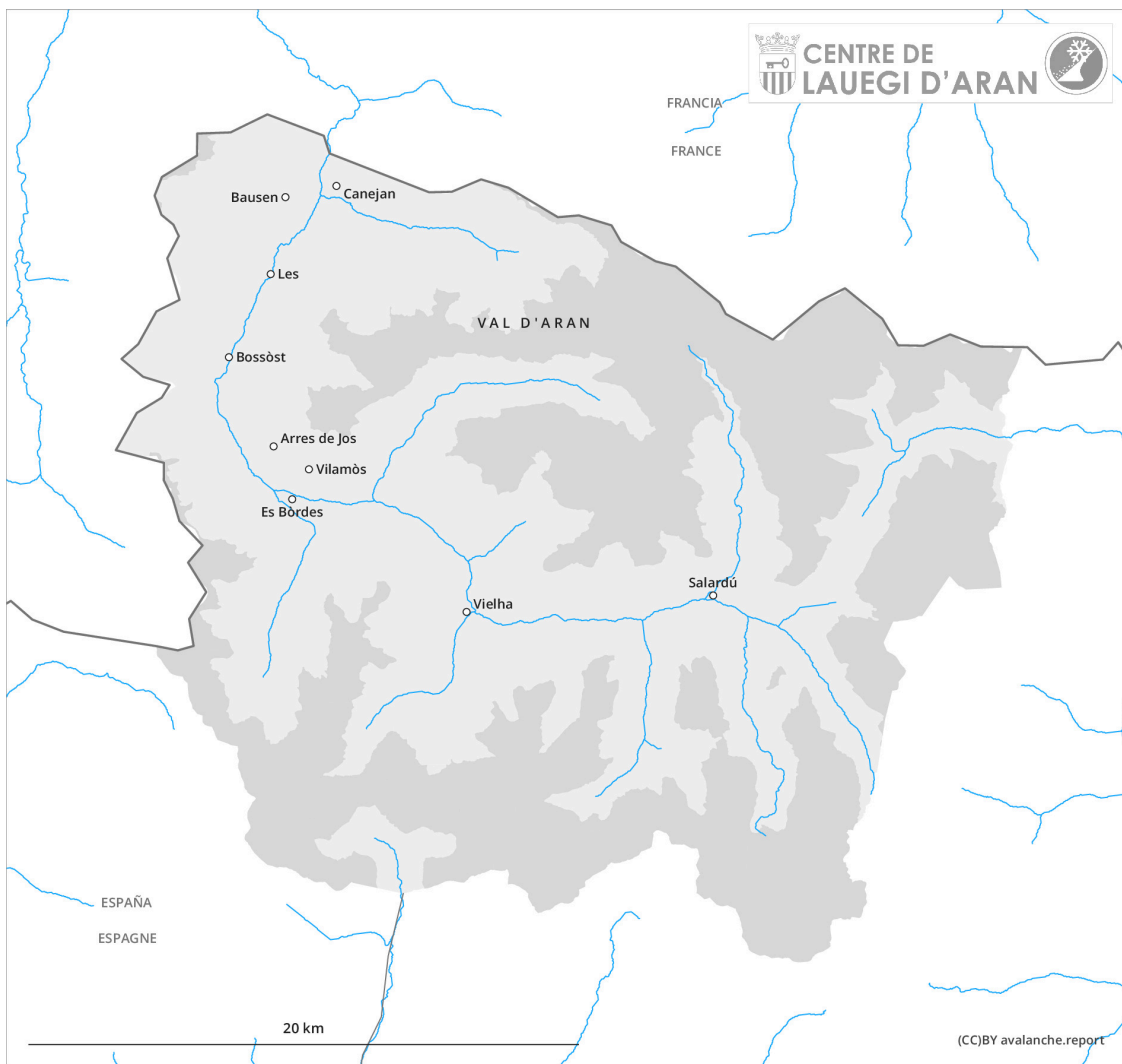 CENTRE DE
LAUEGI D'ARAN
FRANCIA
FRANCE
Bausen
Canejan
Les
VAL D'ARAN
Bossòst
Arres de Jos
Vilamòs
Es Bòrdes
Salardú
Vielha
ESPAÑA
ESPAGNE
20 km
(CC)BY avalanche.report